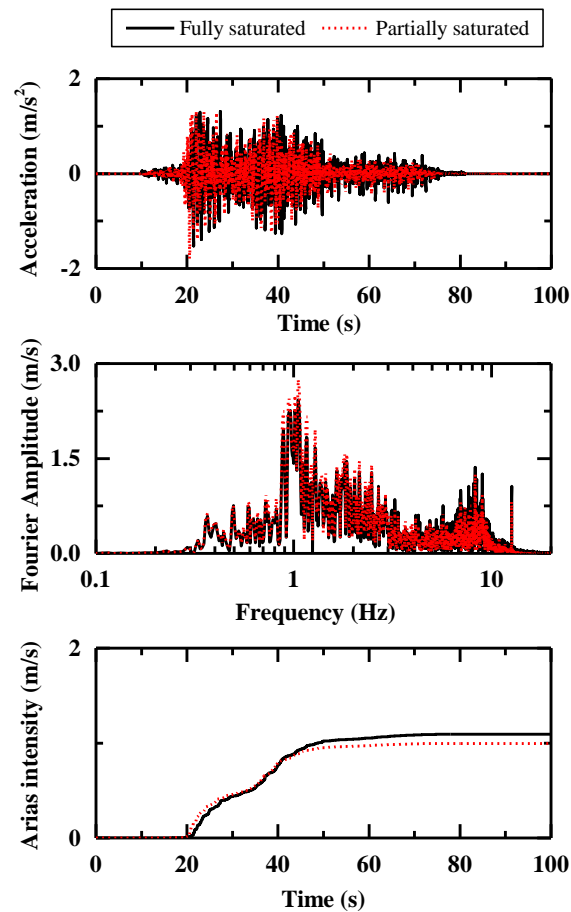 Fully saturated Partially saturated
2
0
-2
Acceleration (m/s²)
0 20 40 60 80 100
Time (s)
3.0
1.5
0.0
Fourier Amplitude (m/s)
0.1 1 10
Frequency (Hz)
2
1
0
Arias intensity (m/s)
0 20 40 60 80 100
Time (s)